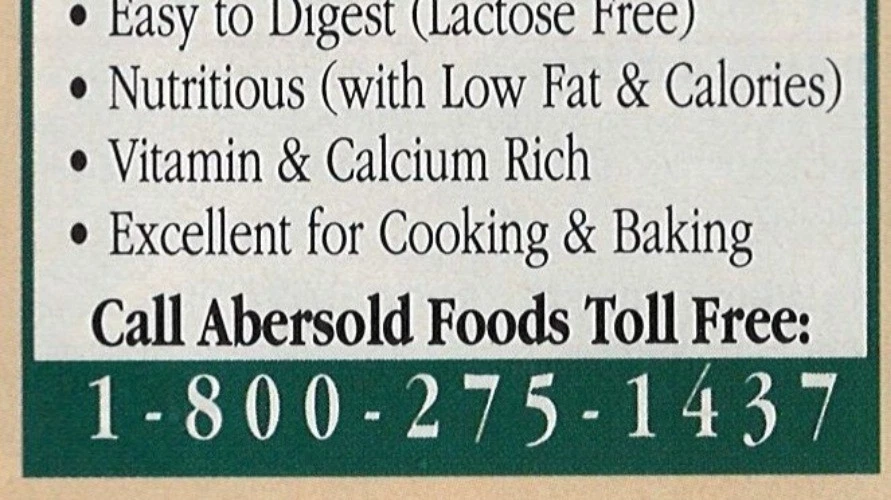 • Easy to Digest (Lactose Free)
• Nutritious (with Low Fat & Calories)
• Vitamin & Calcium Rich
• Excellent for Cooking & Baking
Call Abersold Foods Toll Free:
1-800-275-1437